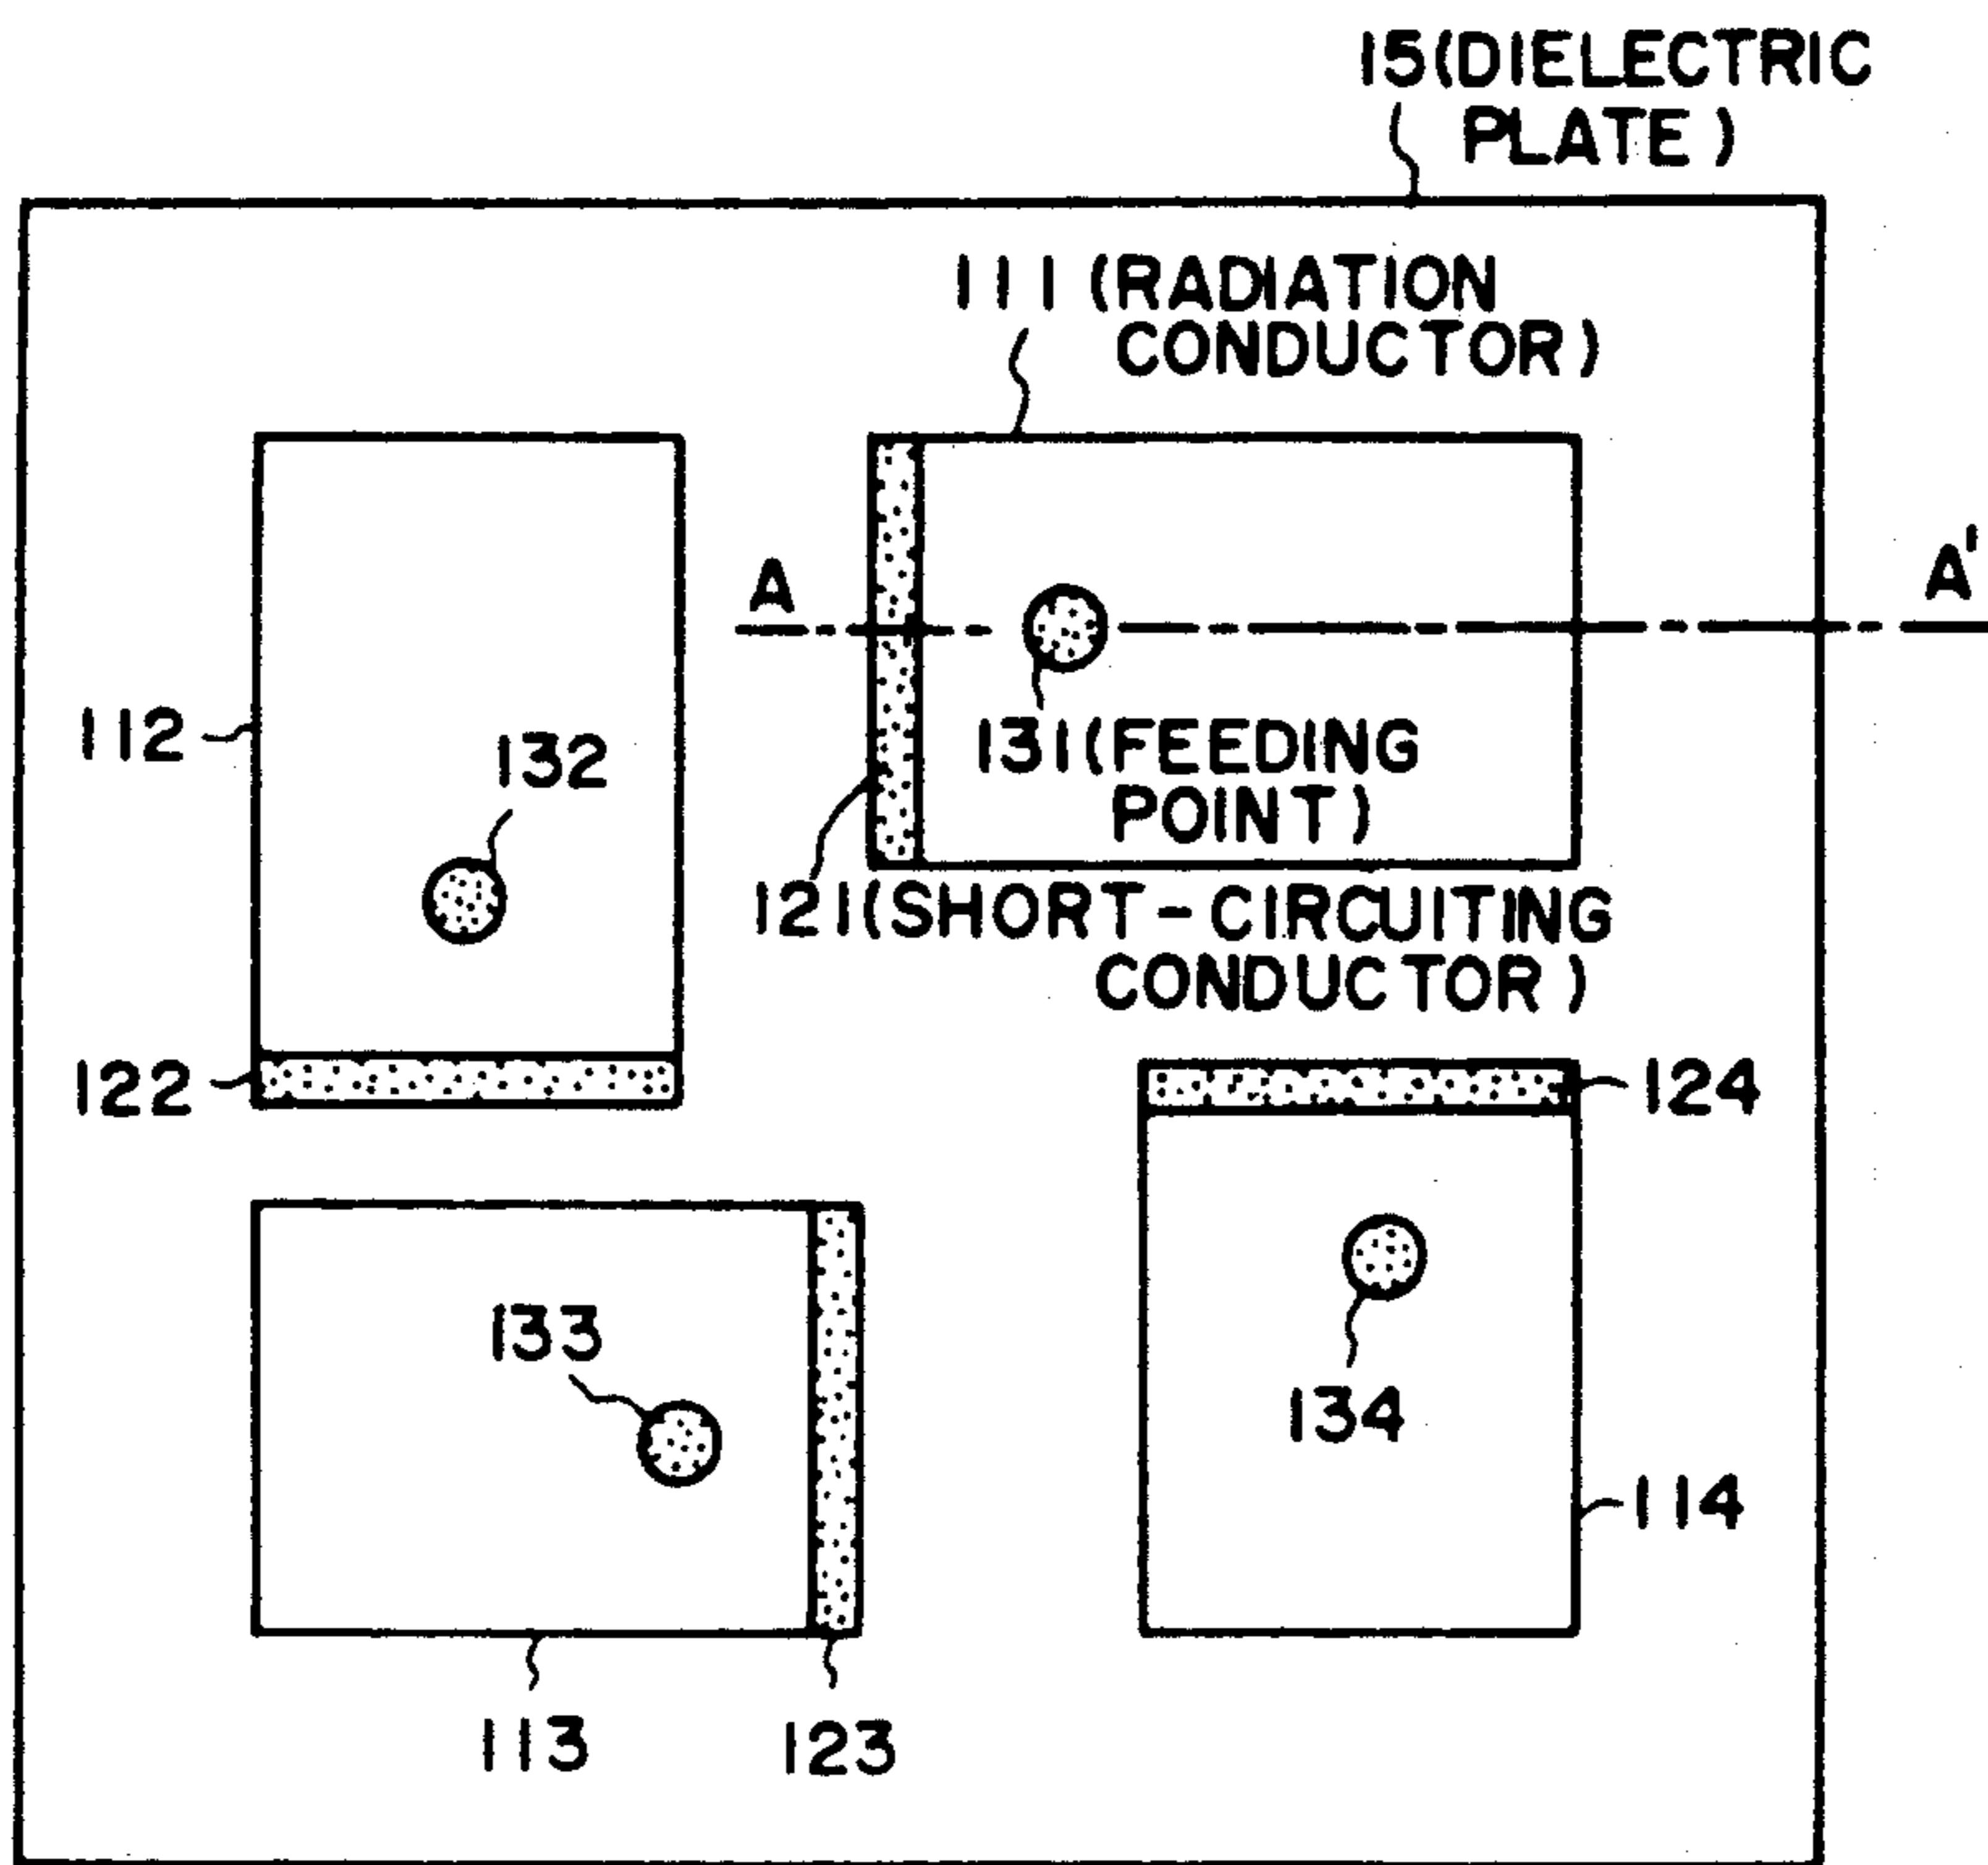 15(DIELECTRIC
PLATE)
111(RADIATION
CONDUCTOR)
A
A'
112
132
131(FEEDING
POINT)
121(SHORT-CIRCUITING
CONDUCTOR)
122
124
133
134
114
113
123